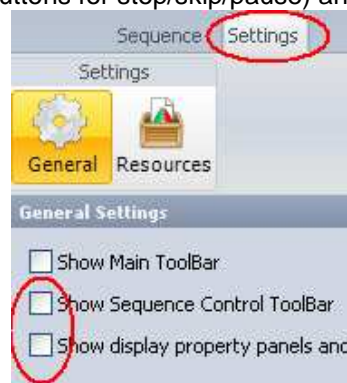 buttons for stop/skip/pause) an
Sequence Settings
Settings
General Resources
General Settings
Show Main ToolBar
Show Sequence Control ToolBar
Show display property panels and